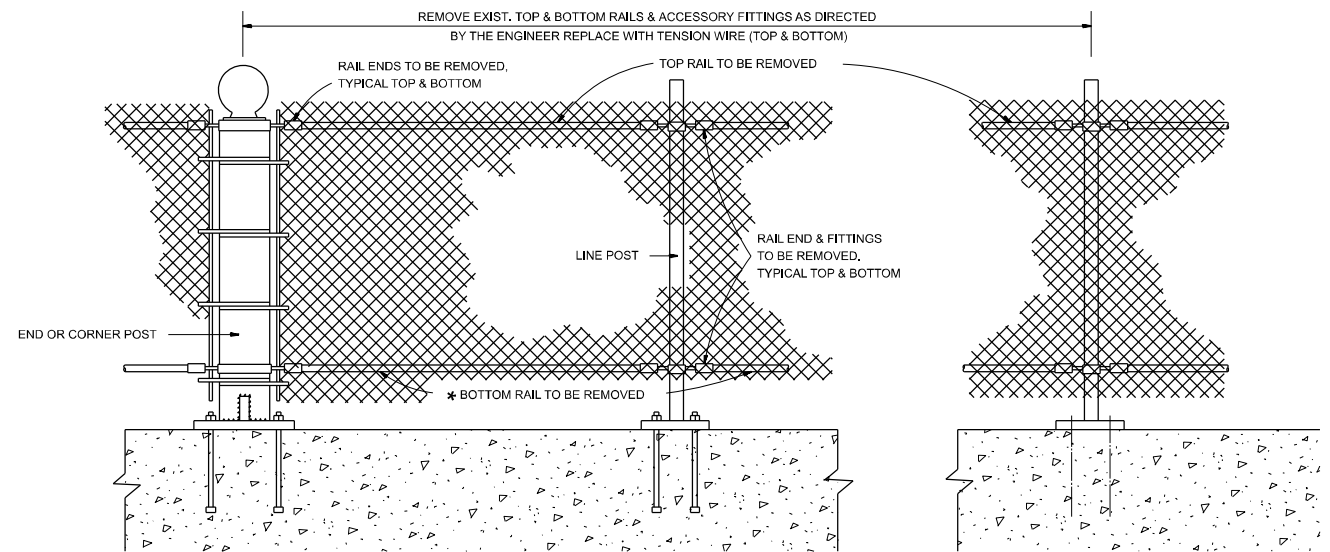 REMOVE EXIST. TOP & BOTTOM RAILS & ACCESSORY FITTINGS AS DIRECTED
BY THE ENGINEER REPLACE WITH TENSION WIRE (TOP & BOTTOM)
RAIL ENDS TO BE REMOVED,
TYPICAL TOP & BOTTOM
TOP RAIL TO BE REMOVED
RAIL END & FITTINGS
TO BE REMOVED.
TYPICAL TOP & BOTTOM
LINE POST
END OR CORNER POST
* BOTTOM RAIL TO BE REMOVED